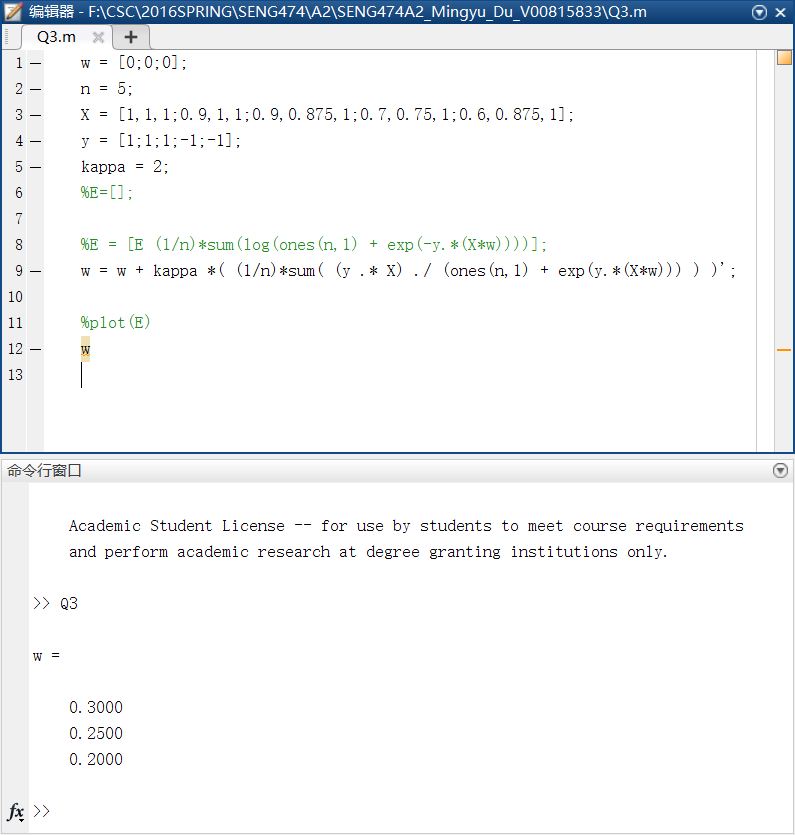 编辑器 - F:\CSC\2016SPRING\SENG474\A2\SENG474A2_Mingyu_Du_V00815833\Q3.m
Q3.m
1 w = [0;0;0];
2 n = 5;
3 X = [1,1,1;0.9,1,1;0.9,0.875,1;0.7,0.75,1;0.6,0.875,1];
4 y = [1;1;1;-1;-1];
5 kappa = 2;
6 %E=[];
7
8 %E = [E (1/n)*sum(log(ones(n,1) + exp(-y.*(X*w))))];
9 w = w + kappa *( (1/n)*sum( (y .* X) ./ (ones(n,1) + exp(y.*(X*w))) ) )';
10
11 %plot(E)
12 w
13
命令行窗口
Academic Student License -- for use by students to meet course requirements
and perform academic research at degree granting institutions only.
>> Q3
w =
0.3000
0.2500
0.2000
fx >>